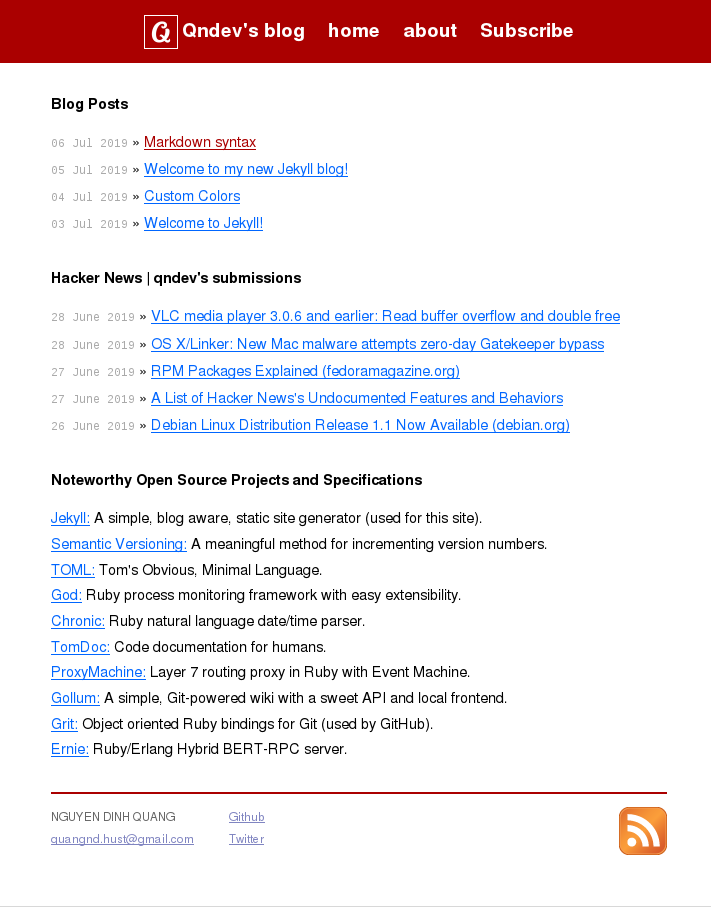 Q Qndev's blog home about Subscribe
Blog Posts
06 Jul 2019 » Markdown syntax
05 Jul 2019 » Welcome to my new Jekyll blog!
04 Jul 2019 » Custom Colors
03 Jul 2019 » Welcome to Jekyll!
Hacker News | qndev's submissions
28 June 2019 » VLC media player 3.0.6 and earlier: Read buffer overflow and double free
28 June 2019 » OS X/Linker: New Mac malware attempts zero-day Gatekeeper bypass
27 June 2019 » RPM Packages Explained (fedoramagazine.org)
27 June 2019 » A List of Hacker News's Undocumented Features and Behaviors
26 June 2019 » Debian Linux Distribution Release 1.1 Now Available (debian.org)
Noteworthy Open Source Projects and Specifications
Jekyll: A simple, blog aware, static site generator (used for this site).
Semantic Versioning: A meaningful method for incrementing version numbers.
TOML: Tom's Obvious, Minimal Language.
God: Ruby process monitoring framework with easy extensibility.
Chronic: Ruby natural language date/time parser.
TomDoc: Code documentation for humans.
ProxyMachine: Layer 7 routing proxy in Ruby with Event Machine.
Gollum: A simple, Git-powered wiki with a sweet API and local frontend.
Grit: Object oriented Ruby bindings for Git (used by GitHub).
Ernie: Ruby/Erlang Hybrid BERT-RPC server.
NGUYEN DINH QUANG Github
quangnd.hust@gmail.com Twitter